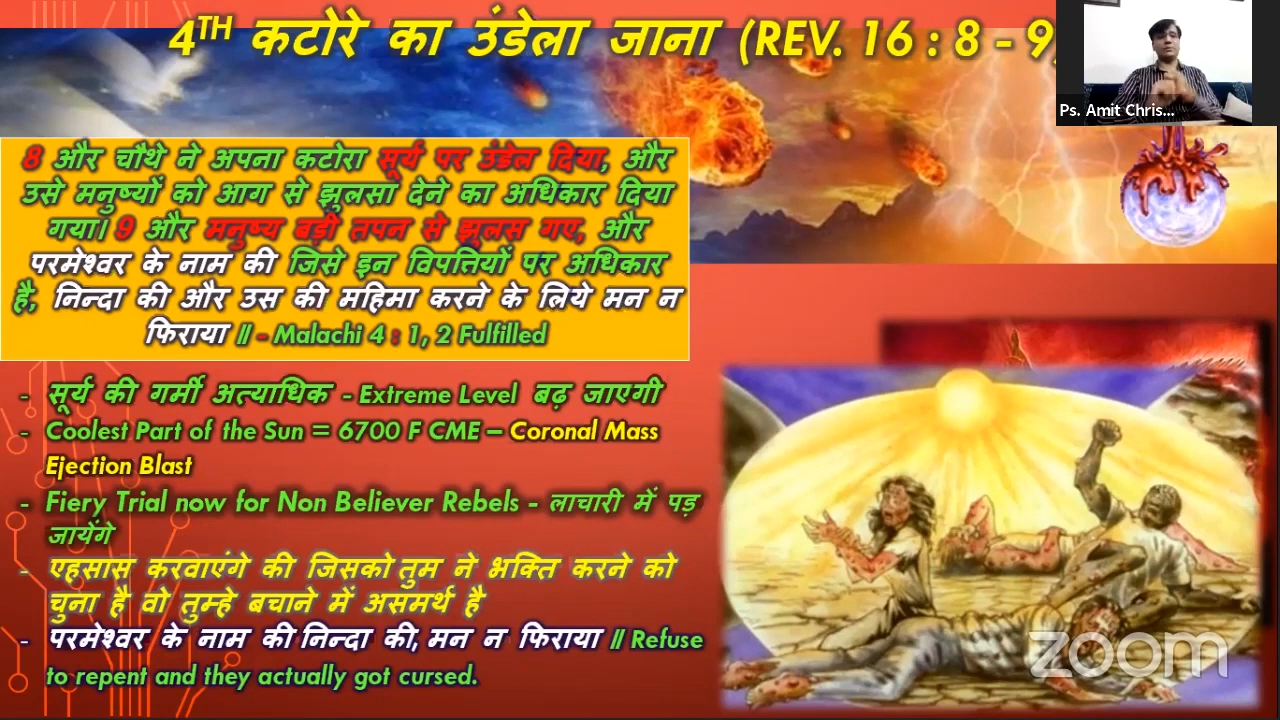 4TH कटोरे का उंडेला जाना (REV. 16 : 8 - 9)
Ps. Amit Chris...
8 और चौथे ने अपना कटोरा सूर्य पर उंडेल दिया, और
उसे मनुष्यों को आग से झुलसा देने का अधिकार दिया
गया। 9 और मनुष्य बड़ी तपन से झूलस गए, और
परमेश्वर के नाम की जिसे इन विपत्तियों पर अधिकार
है, निन्दा की और उस की महिमा करने के लिये मन न
फिराया॥ - Malachi 4 : 1, 2 Fulfilled
- सूर्य की गर्मी अत्याधिक - Extreme Level बढ़ जाएगी
- Coolest Part of the Sun = 6700 F CME – Coronal Mass
Ejection Blast
- Fiery Trial now for Non Believer Rebels - लाचारी में पड़
जायेंगे
- एहसास करवाएंगे की जिसको तुम ने भक्ति करने को
चुना है वो तुम्हे बचाने में असमर्थ है
- परमेश्वर के नाम की निन्दा की, मन न फिराया॥ Refuse
to repent and they actually got cursed.
zoom